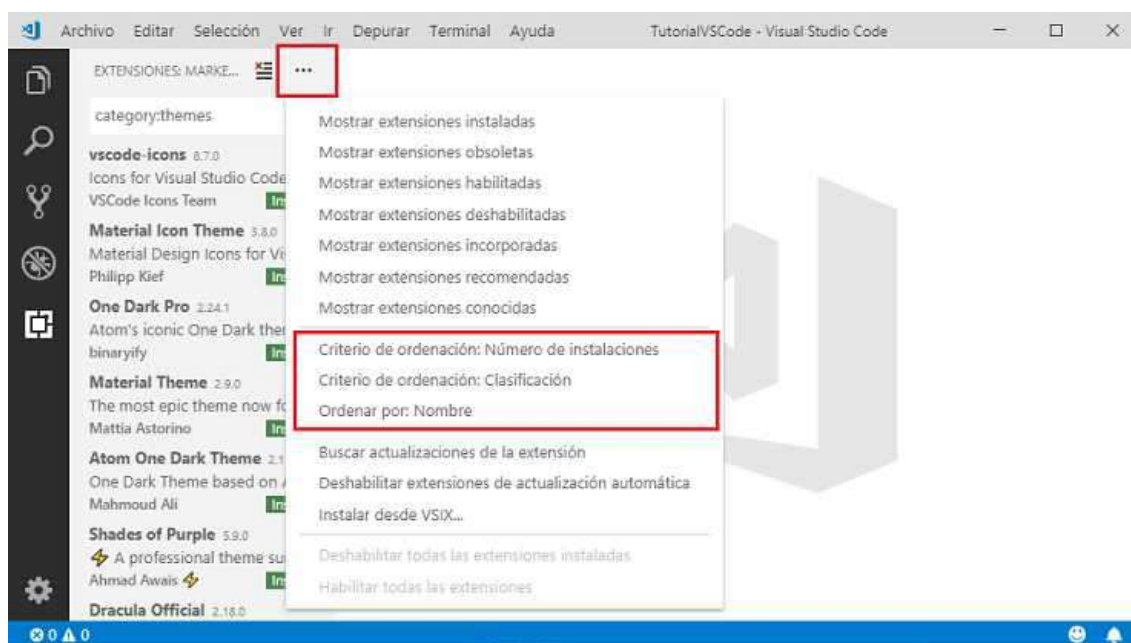 Archivo Editar Selección Ver Ir Depurar Terminal Ayuda TutorialVSCode - Visual Studio Code
EXTENSIONES: MARKE... ...
category:themes
vscode-icons 8.7.0
Icons for Visual Studio Code
VSCode Icons Team
Material Icon Theme 3.8.0
Material Design Icons for Vi
Philipp Kief
One Dark Pro 2.24.1
Atom's iconic One Dark ther
binaryify
Material Theme 2.9.0
The most epic theme now fo
Mattia Astorino
Atom One Dark Theme 2.1
One Dark Theme based on A
Mahmoud Ali
Shades of Purple 5.9.0
⚡ A professional theme su
Ahmad Awais ⚡
Dracula Official 2.18.0
Mostrar extensiones instaladas
Mostrar extensiones obsoletas
Mostrar extensiones habilitadas
Mostrar extensiones deshabilitadas
Mostrar extensiones incorporadas
Mostrar extensiones recomendadas
Mostrar extensiones conocidas
Criterio de ordenación: Número de instalaciones
Criterio de ordenación: Clasificación
Ordenar por: Nombre
Buscar actualizaciones de la extensión
Deshabilitar extensiones de actualización automática
Instalar desde VSIX...
Deshabilitar todas las extensiones instaladas
Habilitar todas las extensiones
0 0